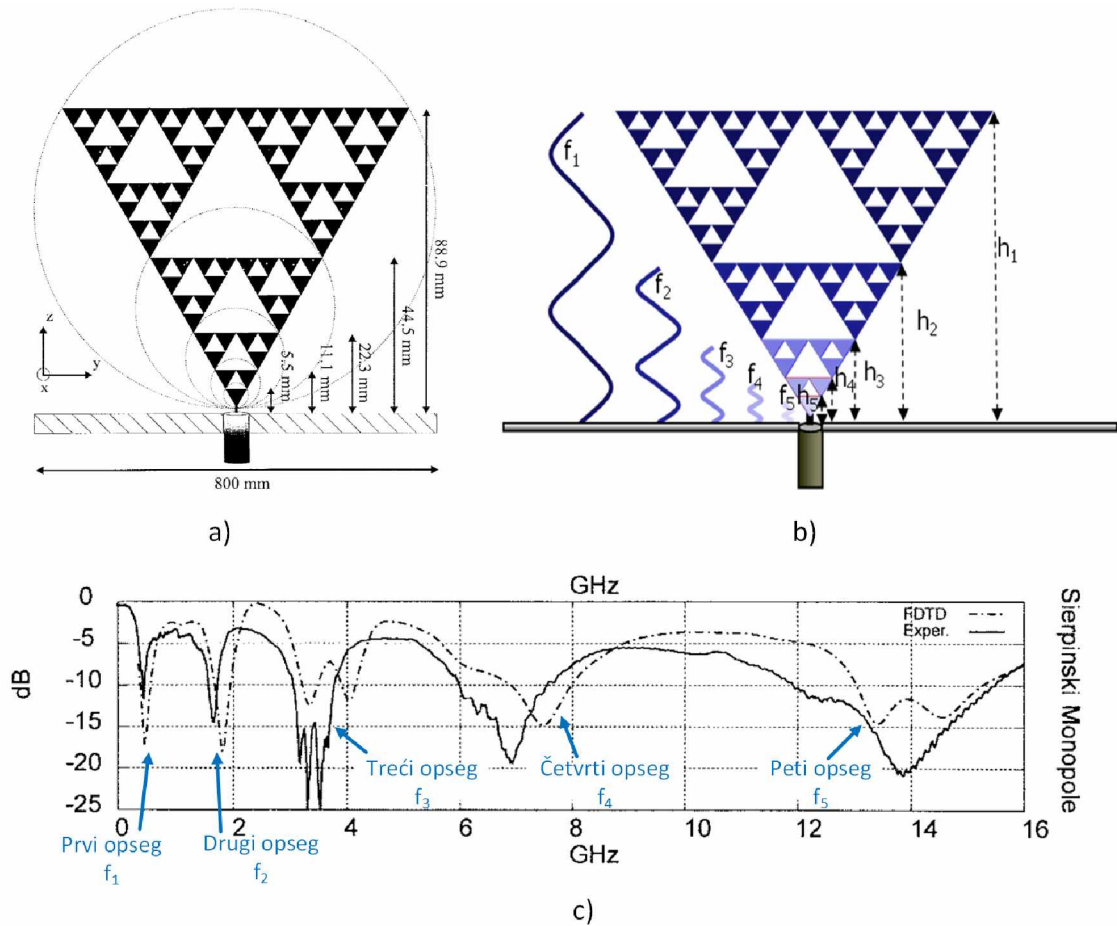 88.9 mm
44.5 mm
22.3 mm
11.1 mm
5.5 mm
z
y
x
800 mm
a)
f₁
f₂
f₃
f₄
f₅
h₁
h₂
h₃
h₄
h₅
b)
GHz
0 2 4 6 8 10 12 14 16
0
-5
-10
-15
-20
-25
dB
FDTD
Exper.
Sierpinski Monopole
Prvi opseg
f₁
Drugi opseg
f₂
Treći opseg
f₃
Četvrti opseg
f₄
Peti opseg
f₅
GHz
c)